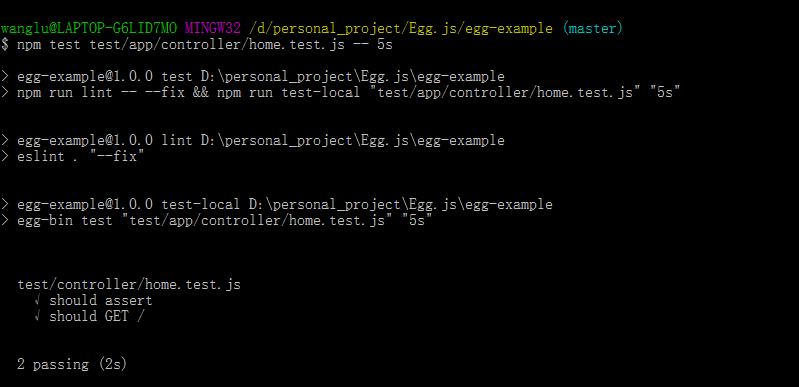 wanglu@LAPTOP-G6LID7MO MINGW32 /d/personal_project/Egg.js/egg-example (master)
$ npm test test/app/controller/home.test.js -- 5s
> egg-example@1.0.0 test D:\personal_project\Egg.js\egg-example
> npm run lint -- --fix && npm run test-local "test/app/controller/home.test.js" "5s"
> egg-example@1.0.0 lint D:\personal_project\Egg.js\egg-example
> eslint . "--fix"
> egg-example@1.0.0 test-local D:\personal_project\Egg.js\egg-example
> egg-bin test "test/app/controller/home.test.js" "5s"
test/controller/home.test.js
√ should assert
√ should GET /
2 passing (2s)